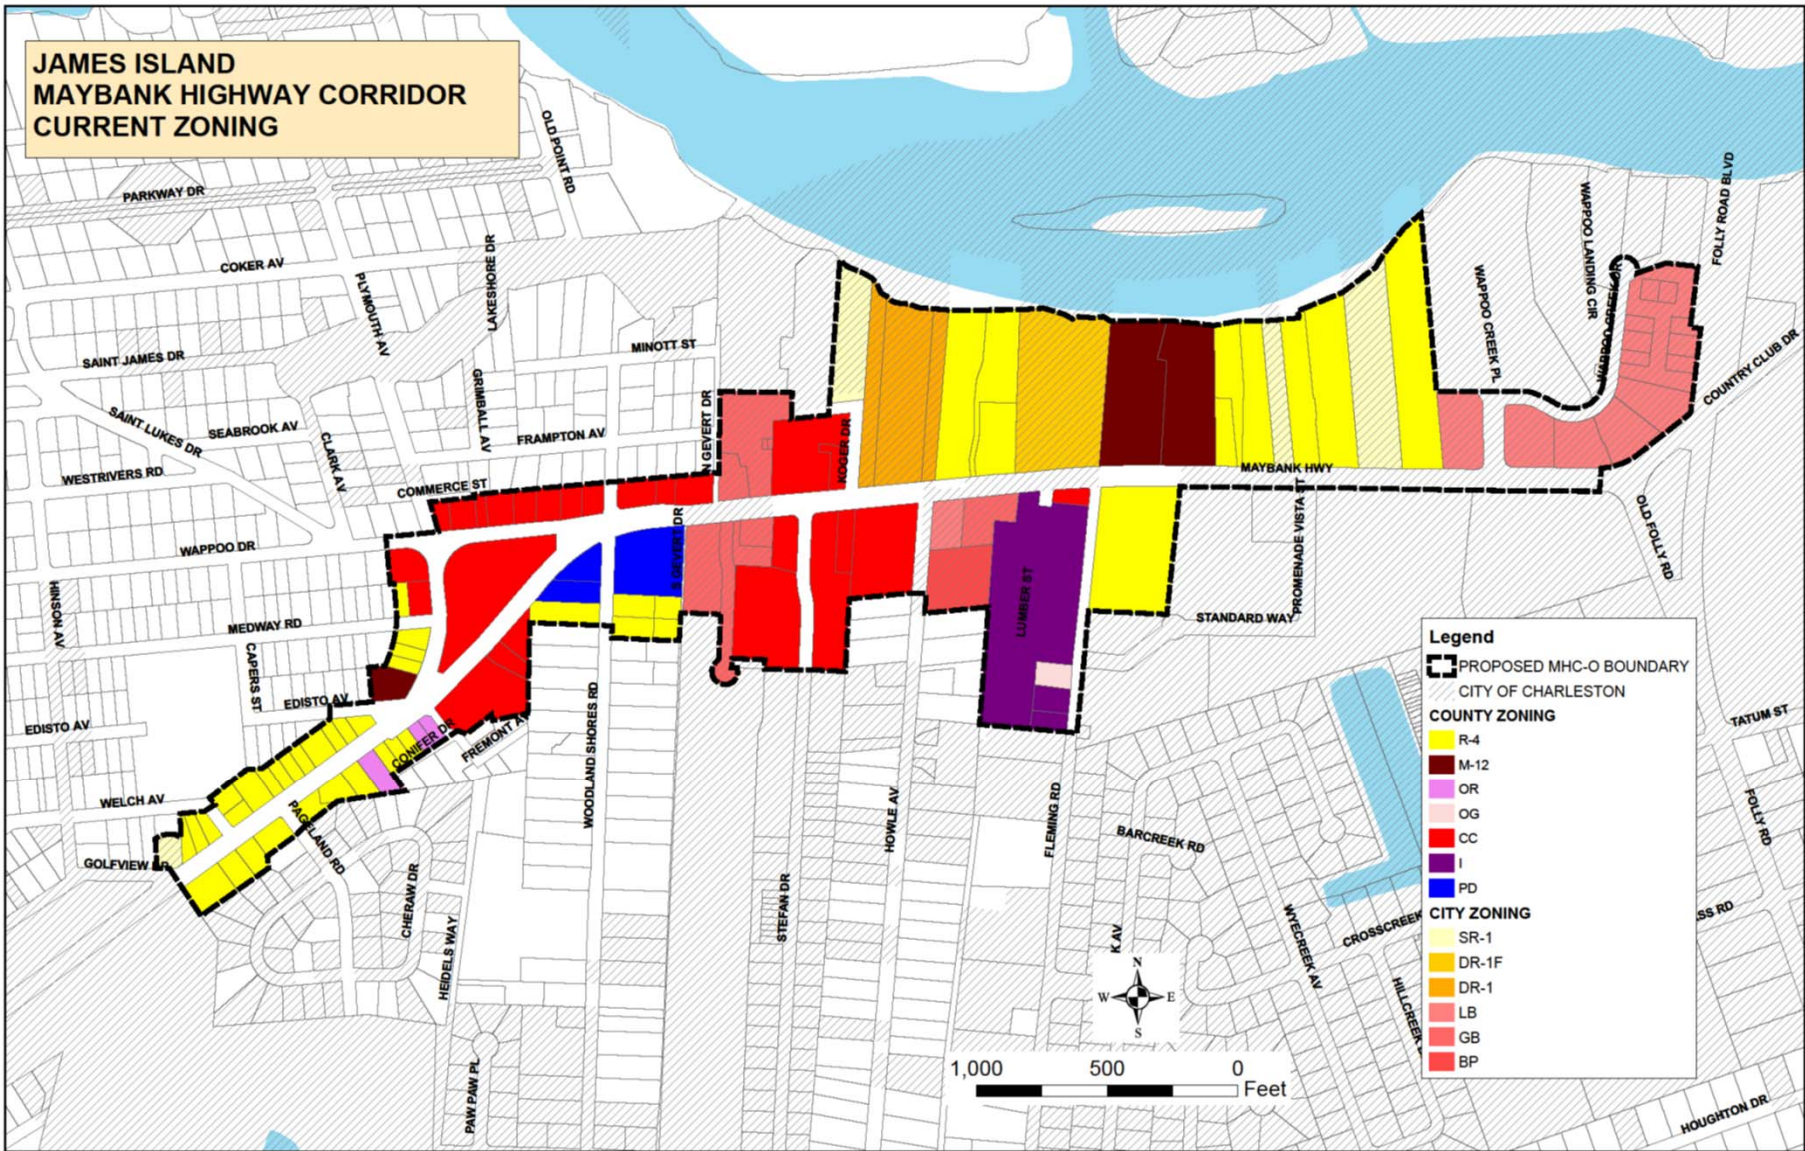 JAMES ISLAND
MAYBANK HIGHWAY CORRIDOR
CURRENT ZONING
OLD POINT RD
PARKWAY DR
FOLLY ROAD BLVD
WAPPOO LANDING CIR
COKER AV
LAKESHORE DR
PLYMOUTH AV
WAPPOO CREEK DR
WAPPOO CREEK PL
COUNTRY CLUB DR
SAINT JAMES DR
MINOTT ST
GRIMBALL AV
N GEVERT DR
SAINT LUKES DR
SEABROOK AV
CLARK AV
FRAMPTON AV
KOGER DR
WESTRIVERS RD
COMMERCE ST
MAYBANK HWY
PROMENADE VISTA ST
OLD FOLLY RD
WAPPOO DR
S GEVERT DR
HINSON AV
MEDWAY RD
LUMBER ST
STANDARD WAY
CAPERS ST
EDISTO AV
EDISTO AV
CONIFER DR
FREMONT AV
WOODLAND SHORES RD
TATUM ST
WELCH AV
PAGELAND RD
HOWLE AV
FLEMING RD
BARCREEK RD
FOLLY RD
GOLFVIEW DR
CHERAW DR
STEFAN DR
HEIDELS WAY
K AV
WYECREEK AV
CROSSCREEK
SS RD
HILLCREEK
PAW PAW PL
HOUGHTON DR
Legend
PROPOSED MHC-O BOUNDARY
CITY OF CHARLESTON
COUNTY ZONING
R-4
M-12
OR
OG
CC
I
PD
CITY ZONING
SR-1
DR-1F
DR-1
LB
GB
BP
N
W E
S
1,000 500 0
Feet